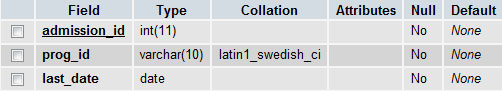 Field Type Collation Attributes Null Default
admission_id int(11) No None
prog_id varchar(10) latin1_swedish_ci No None
last_date date No None